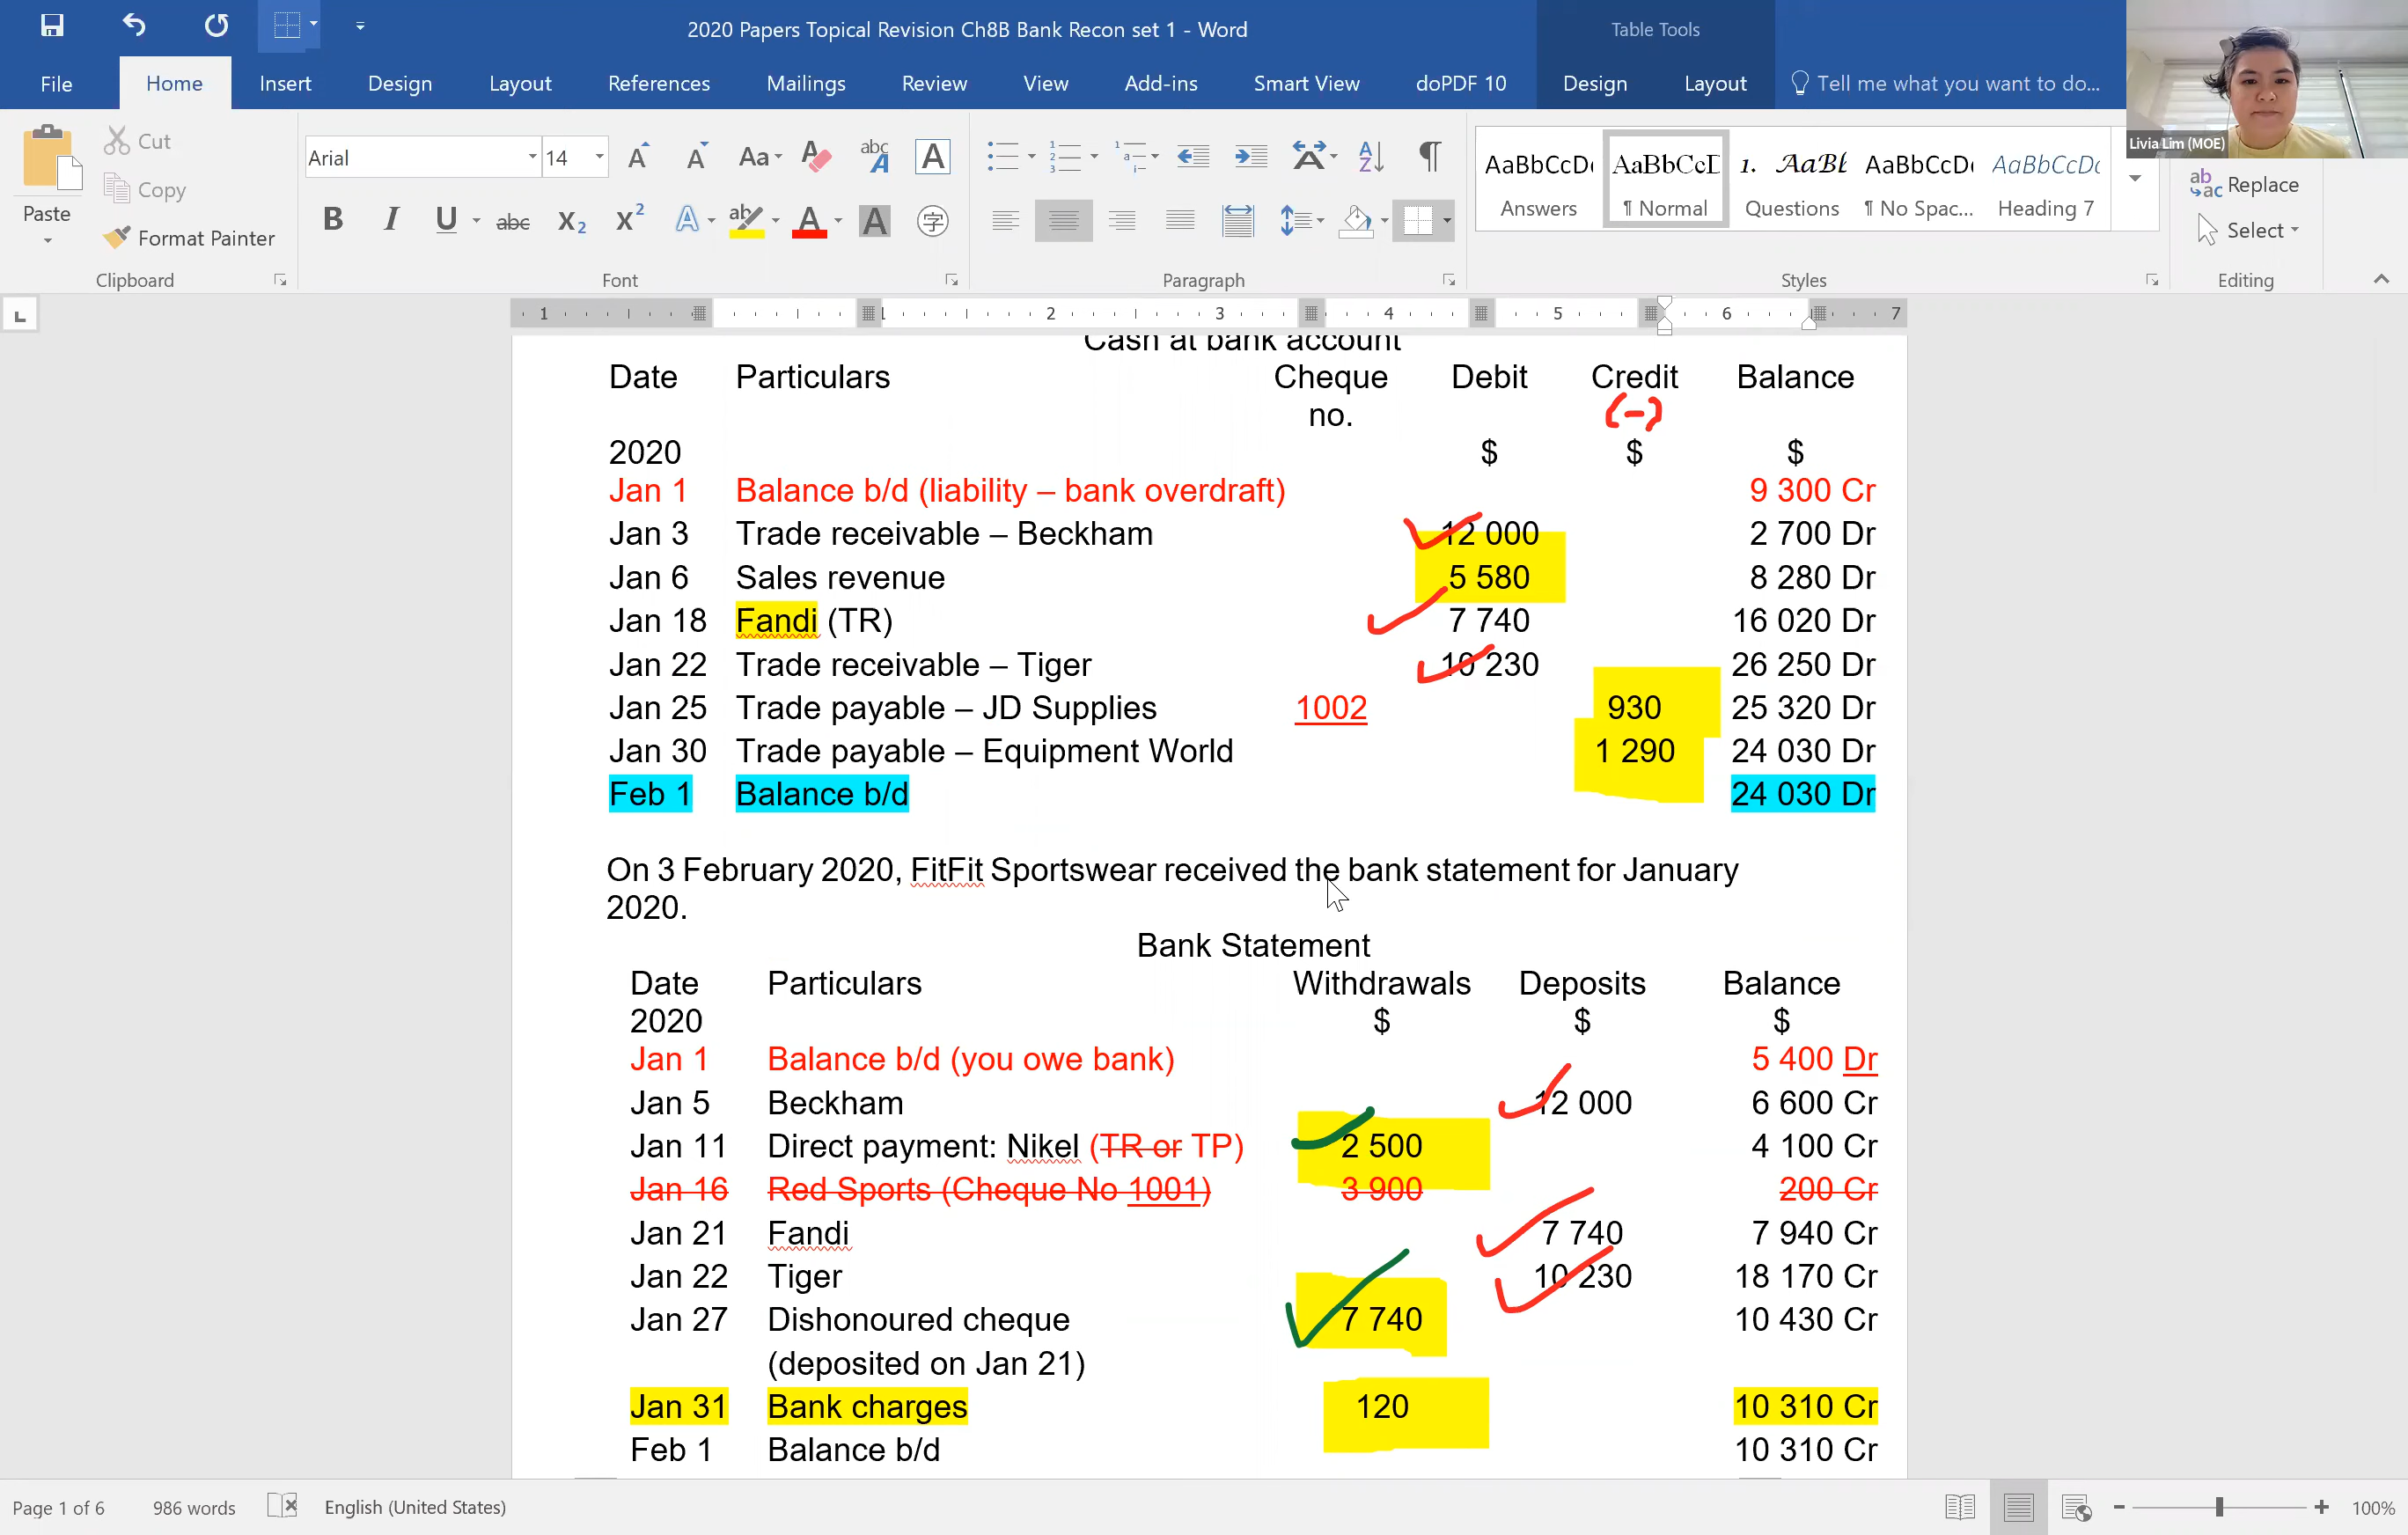 2020 Papers Topical Revision Ch8B Bank Recon set 1 - Word
Table Tools
File Home Insert Design Layout References Mailings Review View Add-ins Smart View doPDF 10 Design Layout Tell me what you want to do...
Livia Lim (MOE)
Paste
Cut
Copy
Format Painter
Clipboard
Arial 14
Font
Paragraph
AaBbCcD AaBbCcD 1. AaBl AaBbCcD AaBbCcDc
Answers ¶ Normal Questions ¶ No Spac... Heading 7
Styles
Replace
Select
Editing
1 1 2 3 4 5 6 7
Cash at bank account
Date Particulars Cheque no. Debit Credit Balance
(-)
2020 $ $ $
Jan 1 Balance b/d (liability – bank overdraft) 9 300 Cr
Jan 3 Trade receivable – Beckham 12 000 2 700 Dr
Jan 6 Sales revenue 5 580 8 280 Dr
Jan 18 Fandi (TR) 7 740 16 020 Dr
Jan 22 Trade receivable – Tiger 10 230 26 250 Dr
Jan 25 Trade payable – JD Supplies 1002 930 25 320 Dr
Jan 30 Trade payable – Equipment World 1 290 24 030 Dr
Feb 1 Balance b/d 24 030 Dr
On 3 February 2020, FitFit Sportswear received the bank statement for January
2020.
Bank Statement
Date Particulars Withdrawals Deposits Balance
2020 $ $ $
Jan 1 Balance b/d (you owe bank) 5 400 Dr
Jan 5 Beckham 12 000 6 600 Cr
Jan 11 Direct payment: Nikel (TR or TP) 2 500 4 100 Cr
Jan 16 Red Sports (Cheque No 1001) 3 900 200 Cr
Jan 21 Fandi 7 740 7 940 Cr
Jan 22 Tiger 10 230 18 170 Cr
Jan 27 Dishonoured cheque 7 740 10 430 Cr
(deposited on Jan 21)
Jan 31 Bank charges 120 10 310 Cr
Feb 1 Balance b/d 10 310 Cr
Page 1 of 6 986 words English (United States) 100%